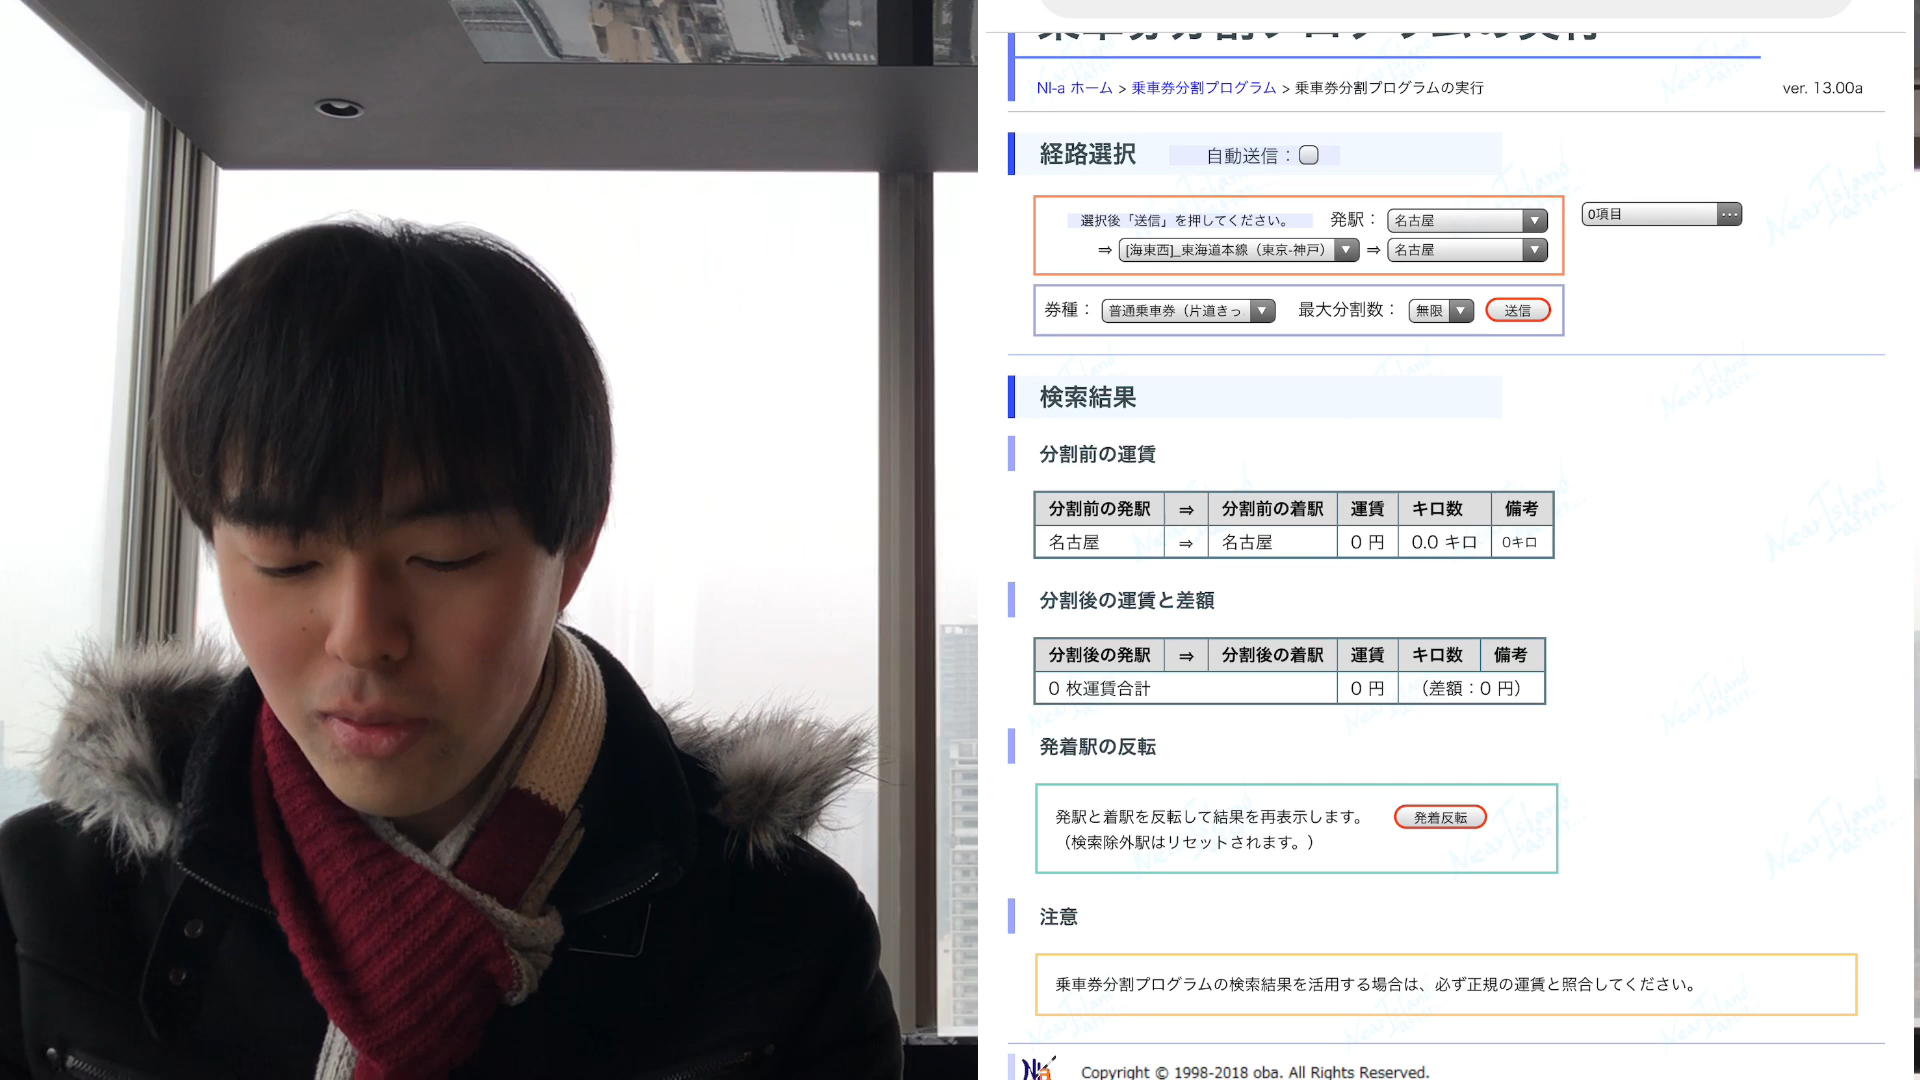 乗車券分割プログラムの実行
NI-a ホーム > 乗車券分割プログラム > 乗車券分割プログラムの実行
ver. 13.00a
経路選択
自動送信：
選択後「送信」を押してください。 発駅： 名古屋
0項目 …
⇒ [海東西]_東海道本線（東京-神戸） ⇒ 名古屋
券種： 普通乗車券（片道きっ 最大分割数： 無限 送信
検索結果
分割前の運賃
分割前の発駅 ⇒ 分割前の着駅 運賃 キロ数 備考
名古屋 ⇒ 名古屋 0 円 0.0 キロ 0キロ
分割後の運賃と差額
分割後の発駅 ⇒ 分割後の着駅 運賃 キロ数 備考
0 枚運賃合計 0 円 （差額：0 円）
発着駅の反転
発駅と着駅を反転して結果を再表示します。 発着反転
（検索除外駅はリセットされます。）
注意
乗車券分割プログラムの検索結果を活用する場合は、必ず正規の運賃と照合してください。
Nia Copyright © 1998-2018 oba. All Rights Reserved.